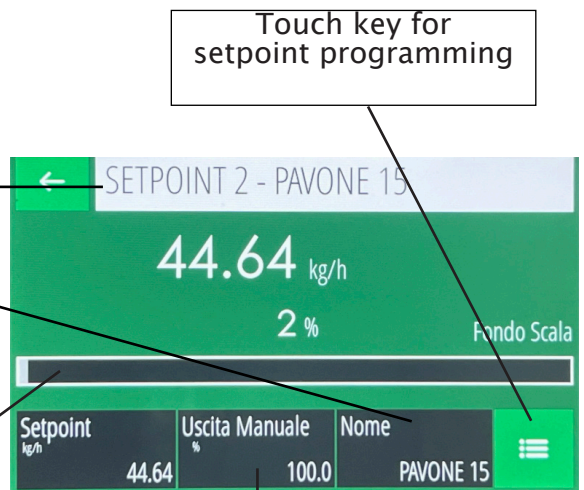 Touch key for
setpoint programming
SETPOINT 2 - PAVONE 15
44.64 kg/h
2 %
Fondo Scala
Setpoint
kg/h
44.64
Uscita Manuale
%
100.0
Nome
PAVONE 15